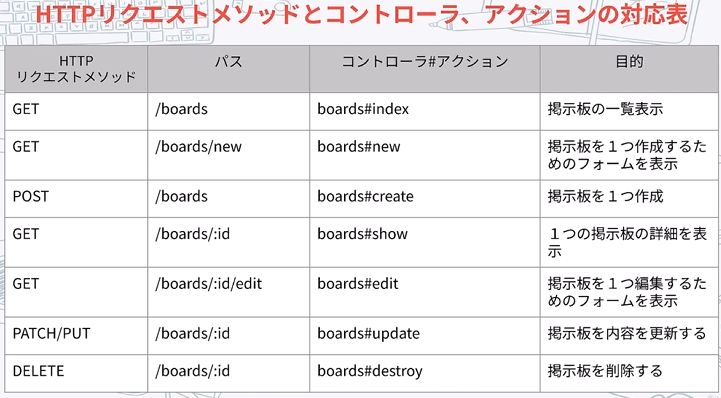 HTTPリクエストメソッドとコントローラ、アクションの対応表
HTTP
リクエストメソッド
パス
コントローラ#アクション
目的
GET
/boards
boards#index
掲示板の一覧表示
GET
/boards/new
boards#new
掲示板を１つ作成するた
めのフォームを表示
POST
/boards
boards#create
掲示板を１つ作成
GET
/boards/:id
boards#show
１つの掲示板の詳細を表
示
GET
/boards/:id/edit
boards#edit
掲示板を１つ編集するた
めのフォームを表示
PATCH/PUT
/boards/:id
boards#update
掲示板を内容を更新する
DELETE
/boards/:id
boards#destroy
掲示板を削除する